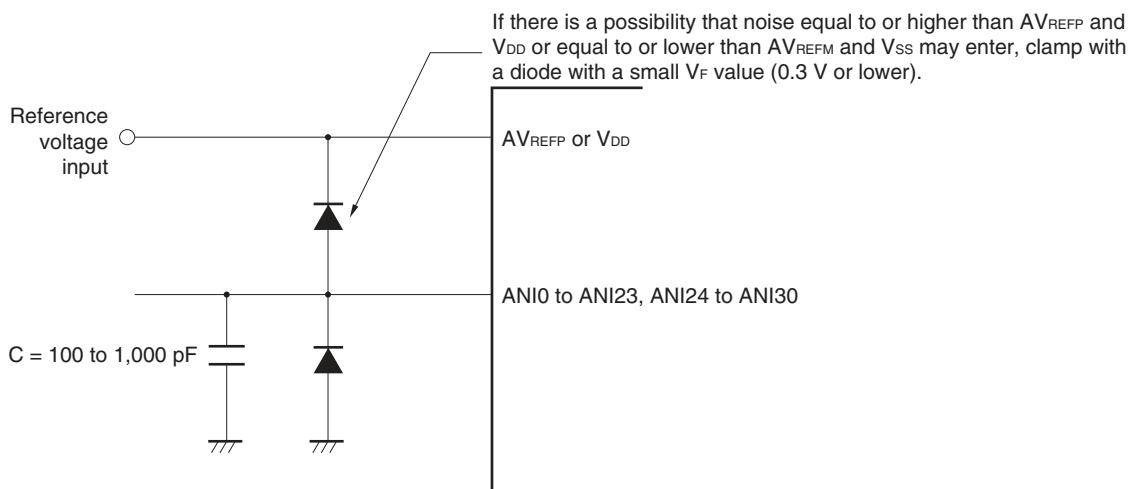 If there is a possibility that noise equal to or higher than AVREFP and
VDD or equal to or lower than AVREFM and VSS may enter, clamp with
a diode with a small VF value (0.3 V or lower).
Reference
voltage
input
AVREFP or VDD
ANI0 to ANI23, ANI24 to ANI30
C = 100 to 1,000 pF